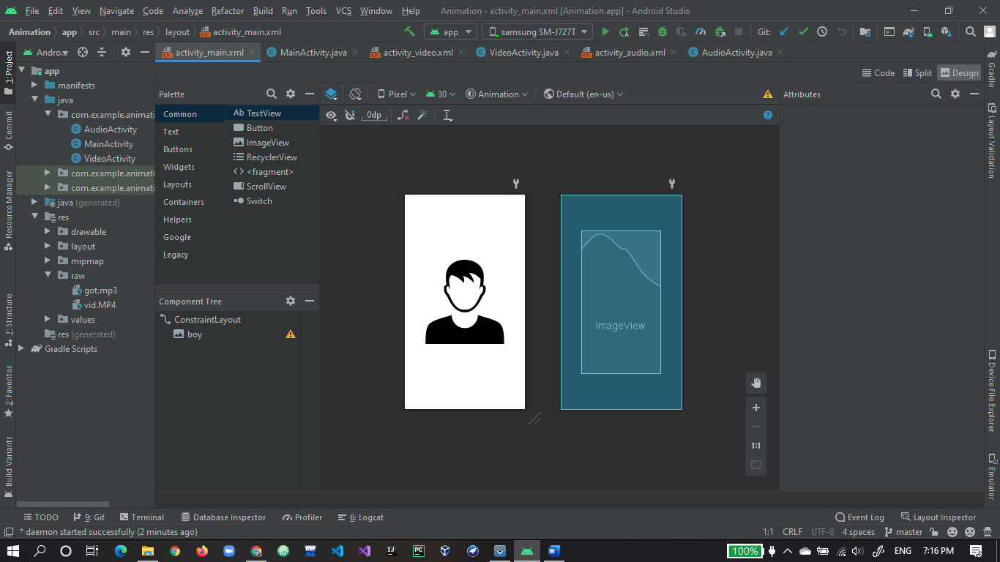 File Edit View Navigate Code Analyze Refactor Build Run Tools VCS Window Help Animation - activity_main.xml [Animation.app] - Android Studio
Animation app src main res layout activity_main.xml app samsung SM-J727T Git:
Andro... activity_main.xml MainActivity.java activity_video.xml VideoActivity.java activity_audio.xml AudioActivity.java
Code Split Design
1: Project
Commit
Resource Manager
7: Structure
2: Favorites
Build Variants
app
manifests
java
com.example.animati
AudioActivity
MainActivity
VideoActivity
com.example.animati
com.example.animati
java (generated)
res
drawable
layout
mipmap
raw
got.mp3
vid.MP4
values
res (generated)
Gradle Scripts
Palette
Common
Text
Buttons
Widgets
Layouts
Containers
Helpers
Google
Legacy
Ab TextView
Button
ImageView
RecyclerView
<fragment>
ScrollView
Switch
Component Tree
ConstraintLayout
boy
Pixel 30 Animation Default (en-us)
0dp
ImageView
1:1
Attributes
Gradle
Layout Validation
Device File Explorer
Emulator
TODO 9: Git Terminal Database Inspector Profiler 6: Logcat Event Log Layout Inspector
* daemon started successfully (2 minutes ago) 1:1 CRLF UTF-8 4 spaces master
DEV IJ PC W 100% ENG 7:16 PM